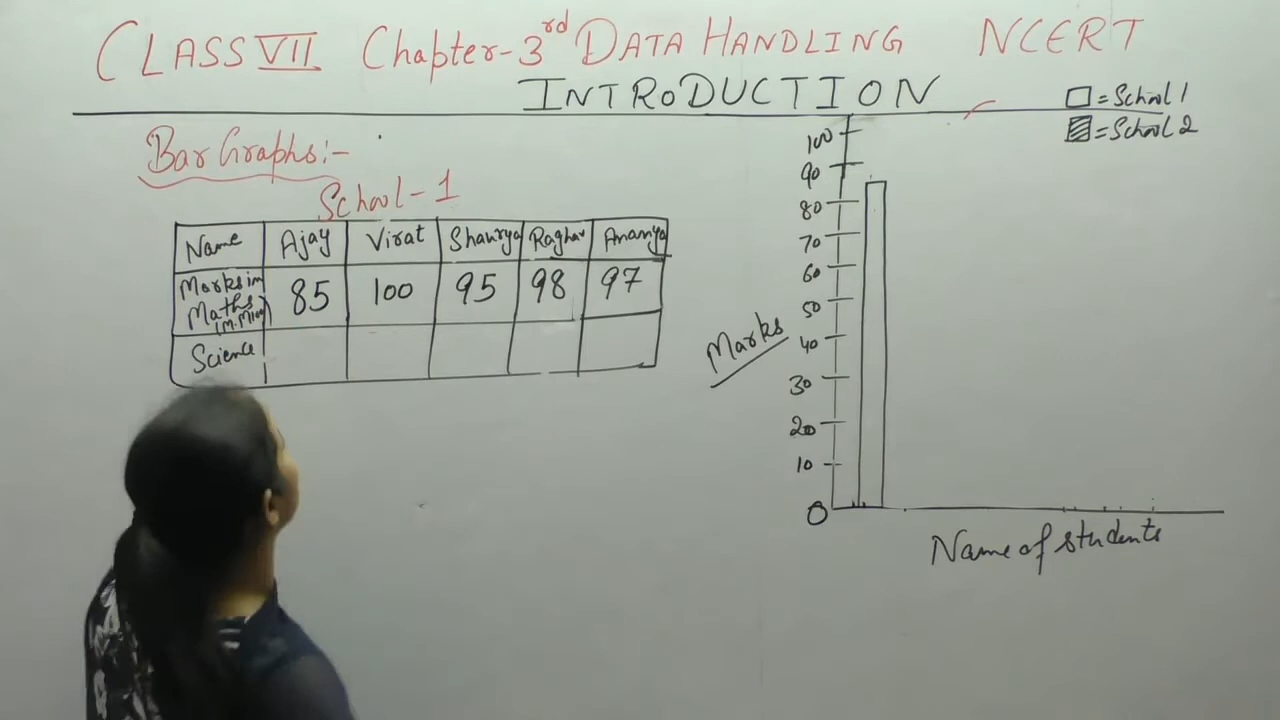 CLASS VII Chapter-3rd DATA HANDLING NCERT
INTRODUCTION
□ = School 1
▨ = School 2
Bar Graphs:-
School-1
Name Ajay Virat Shaurya Raghav Ananya
Marks in Maths 85 100 95 98 97
Science
Marks
100
90
80
70
60
50
40
30
20
10
0
Name of students